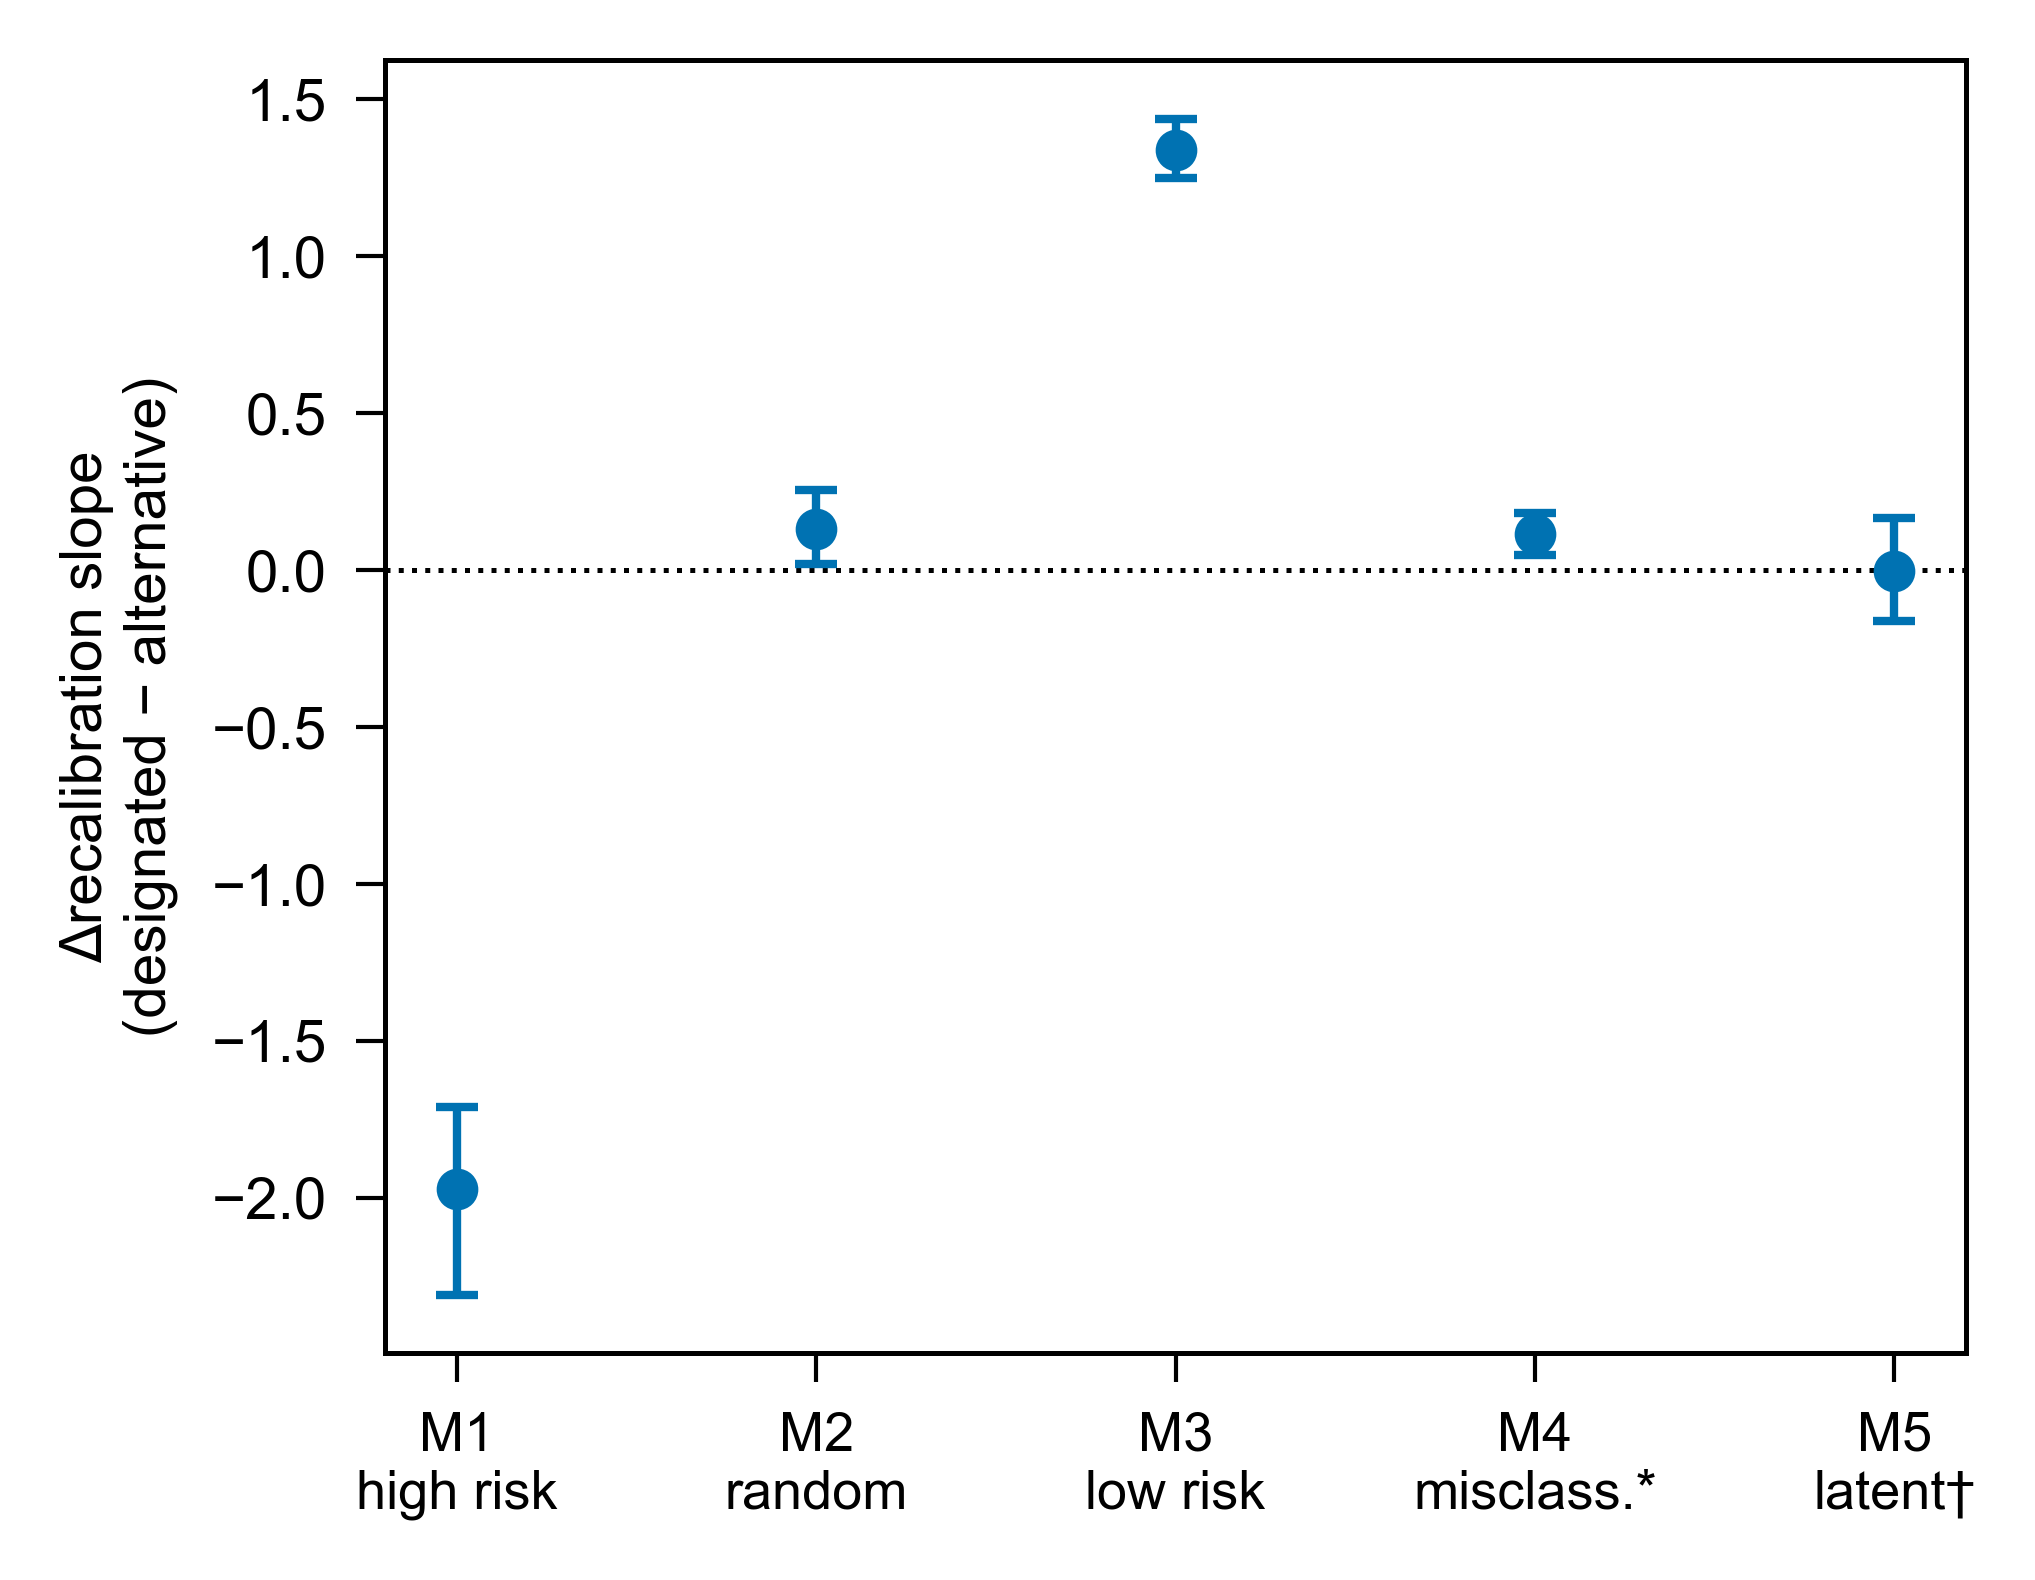 Δrecalibration slope
(designated − alternative)
1.5
1.0
0.5
0.0
−0.5
−1.0
−1.5
−2.0
M1
high risk
M2
random
M3
low risk
M4
misclass.*
M5
latent†